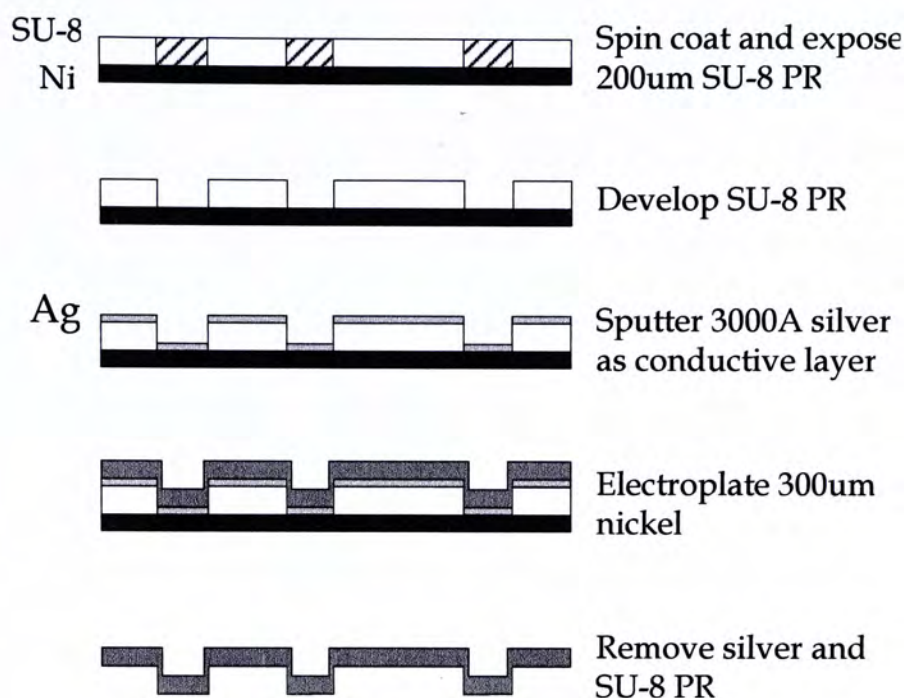 SU-8
Ni
Spin coat and expose
200um SU-8 PR
Develop SU-8 PR
Ag
Sputter 3000A silver
as conductive layer
Electroplate 300um
nickel
Remove silver and
SU-8 PR